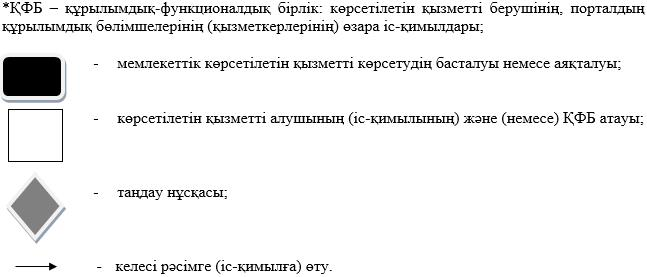 *ҚФБ – құрылымдық-функционалдық бірлік: көрсетілетін қызметті берушінің, порталдың
құрылымдық бөлімшелерінің (қызметкерлерінің) өзара іс-қимылдары;
- мемлекеттік көрсетілетін қызметті көрсетудің басталуы немесе аяқталуы;
- көрсетілетін қызметті алушының (іс-қимылының) және (немесе) ҚФБ атауы;
- таңдау нұсқасы;
- келесі рәсімге (іс-қимылға) өту.